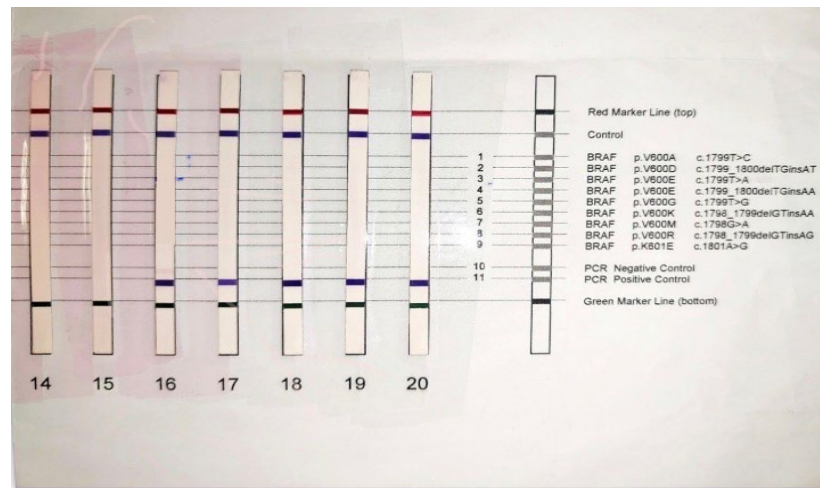 Red Marker Line (top)
Control
1 BRAF p.V600A c.1799T>C
2 BRAF p.V600D c.1799_1800delTGinsAT
3 BRAF p.V600E c.1799T>A
4 BRAF p.V600E c.1799_1800delTGinsAA
5 BRAF p.V600G c.1799T>G
6 BRAF p.V600K c.1798_1799delGTinsAA
7 BRAF p.V600M c.1798G>A
8 BRAF p.V600R c.1798_1799delGTinsAG
9 BRAF p.K601E c.1801A>G
10 PCR Negative Control
11 PCR Positive Control
Green Marker Line (bottom)
14 15 16 17 18 19 20